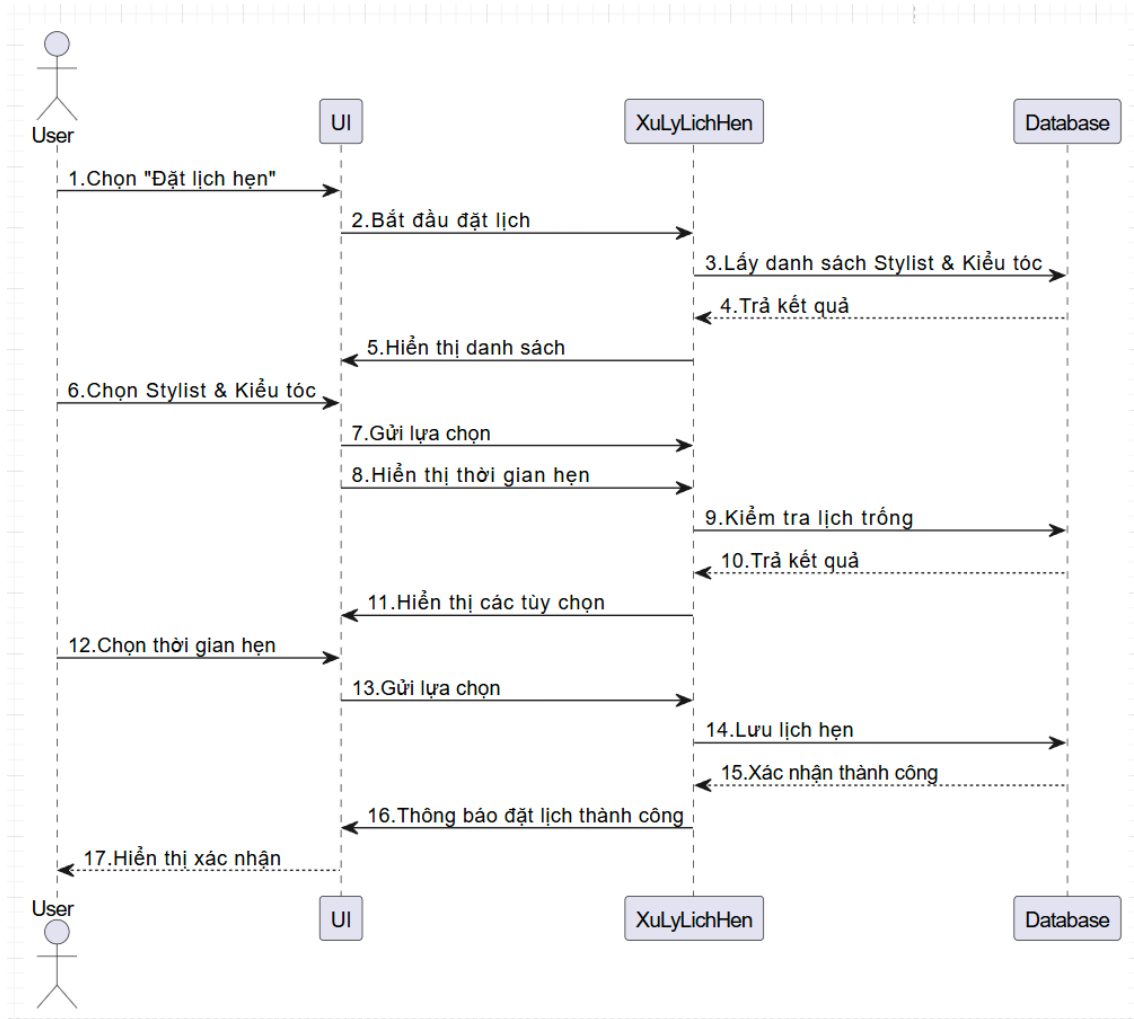 User
UI
XuLyLichHen
Database
1.Chọn "Đặt lịch hẹn"
2.Bắt đầu đặt lịch
3.Lấy danh sách Stylist & Kiểu tóc
4.Trả kết quả
5.Hiển thị danh sách
6.Chọn Stylist & Kiểu tóc
7.Gửi lựa chọn
8.Hiển thị thời gian hẹn
9.Kiểm tra lịch trống
10.Trả kết quả
11.Hiển thị các tùy chọn
12.Chọn thời gian hẹn
13.Gửi lựa chọn
14.Lưu lịch hẹn
15.Xác nhận thành công
16.Thông báo đặt lịch thành công
17.Hiển thị xác nhận
User
UI
XuLyLichHen
Database